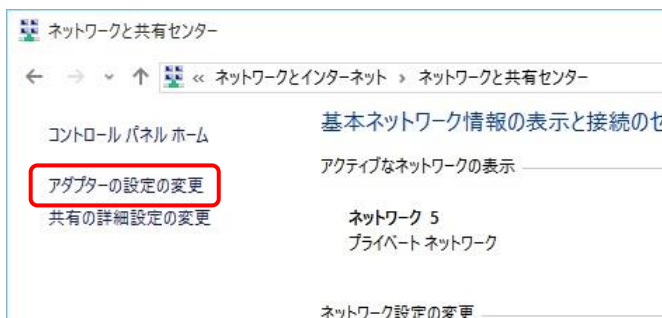 ネットワークと共有センター
« ネットワークとインターネット › ネットワークと共有センター
コントロール パネル ホーム
アダプターの設定の変更
共有の詳細設定の変更
基本ネットワーク情報の表示と接続のセ
アクティブなネットワークの表示
ネットワーク 5
プライベート ネットワーク
ネットワーク設定の変更